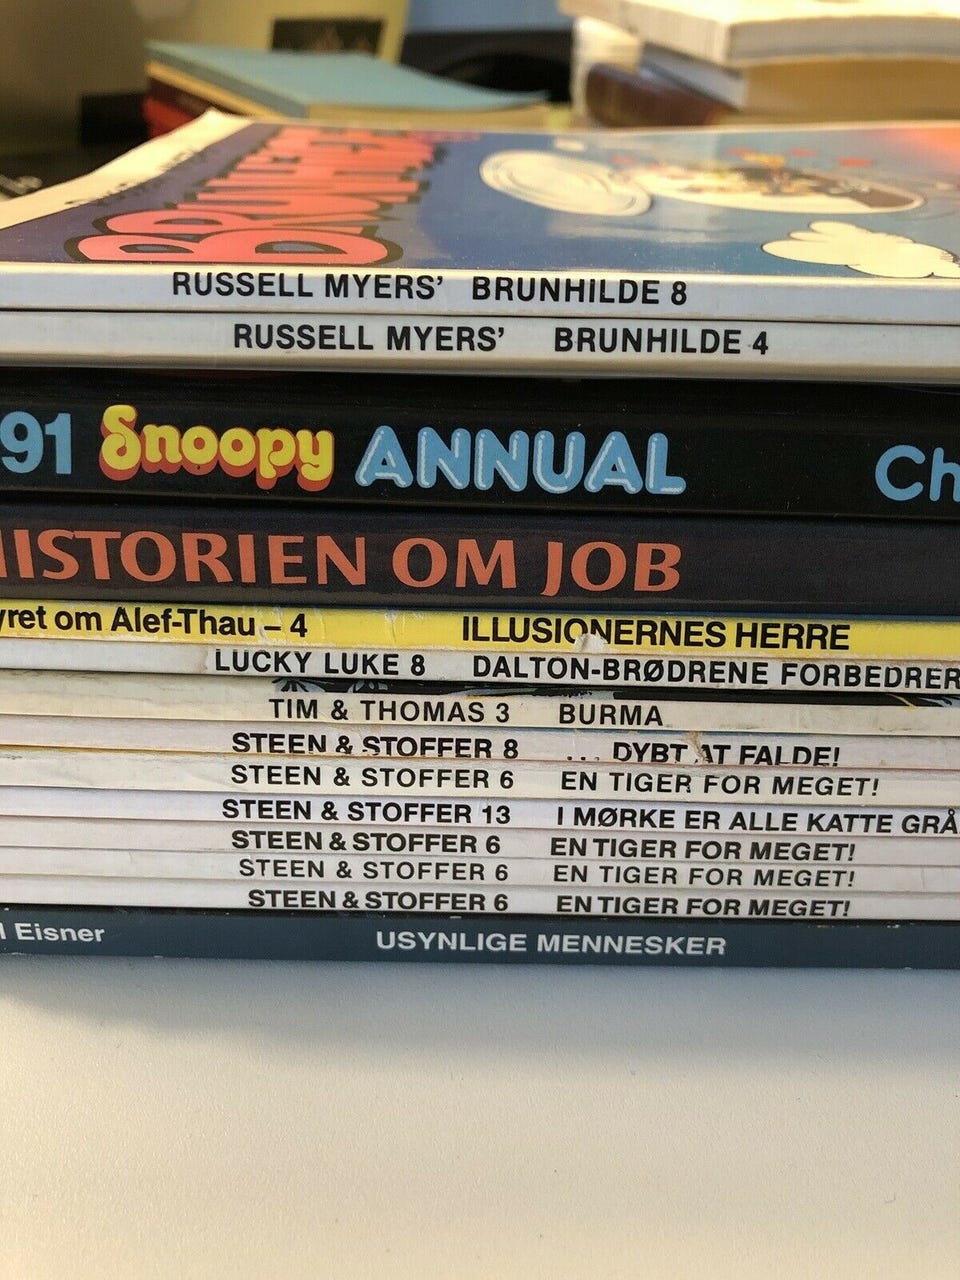 BRUNHILDE
RUSSELL MYERS' BRUNHILDE 8
RUSSELL MYERS' BRUNHILDE 4
91 Snoopy ANNUAL Ch
HISTORIEN OM JOB
yret om Alef-Thau – 4 ILLUSIONERNES HERRE
LUCKY LUKE 8 DALTON-BRØDRENE FORBEDRER
TIM & THOMAS 3 BURMA
STEEN & STOFFER 8 ... DYBT AT FALDE!
STEEN & STOFFER 6 EN TIGER FOR MEGET!
STEEN & STOFFER 13 I MØRKE ER ALLE KATTE GRÅ
STEEN & STOFFER 6 EN TIGER FOR MEGET!
STEEN & STOFFER 6 EN TIGER FOR MEGET!
STEEN & STOFFER 6 EN TIGER FOR MEGET!
l Eisner USYNLIGE MENNESKER